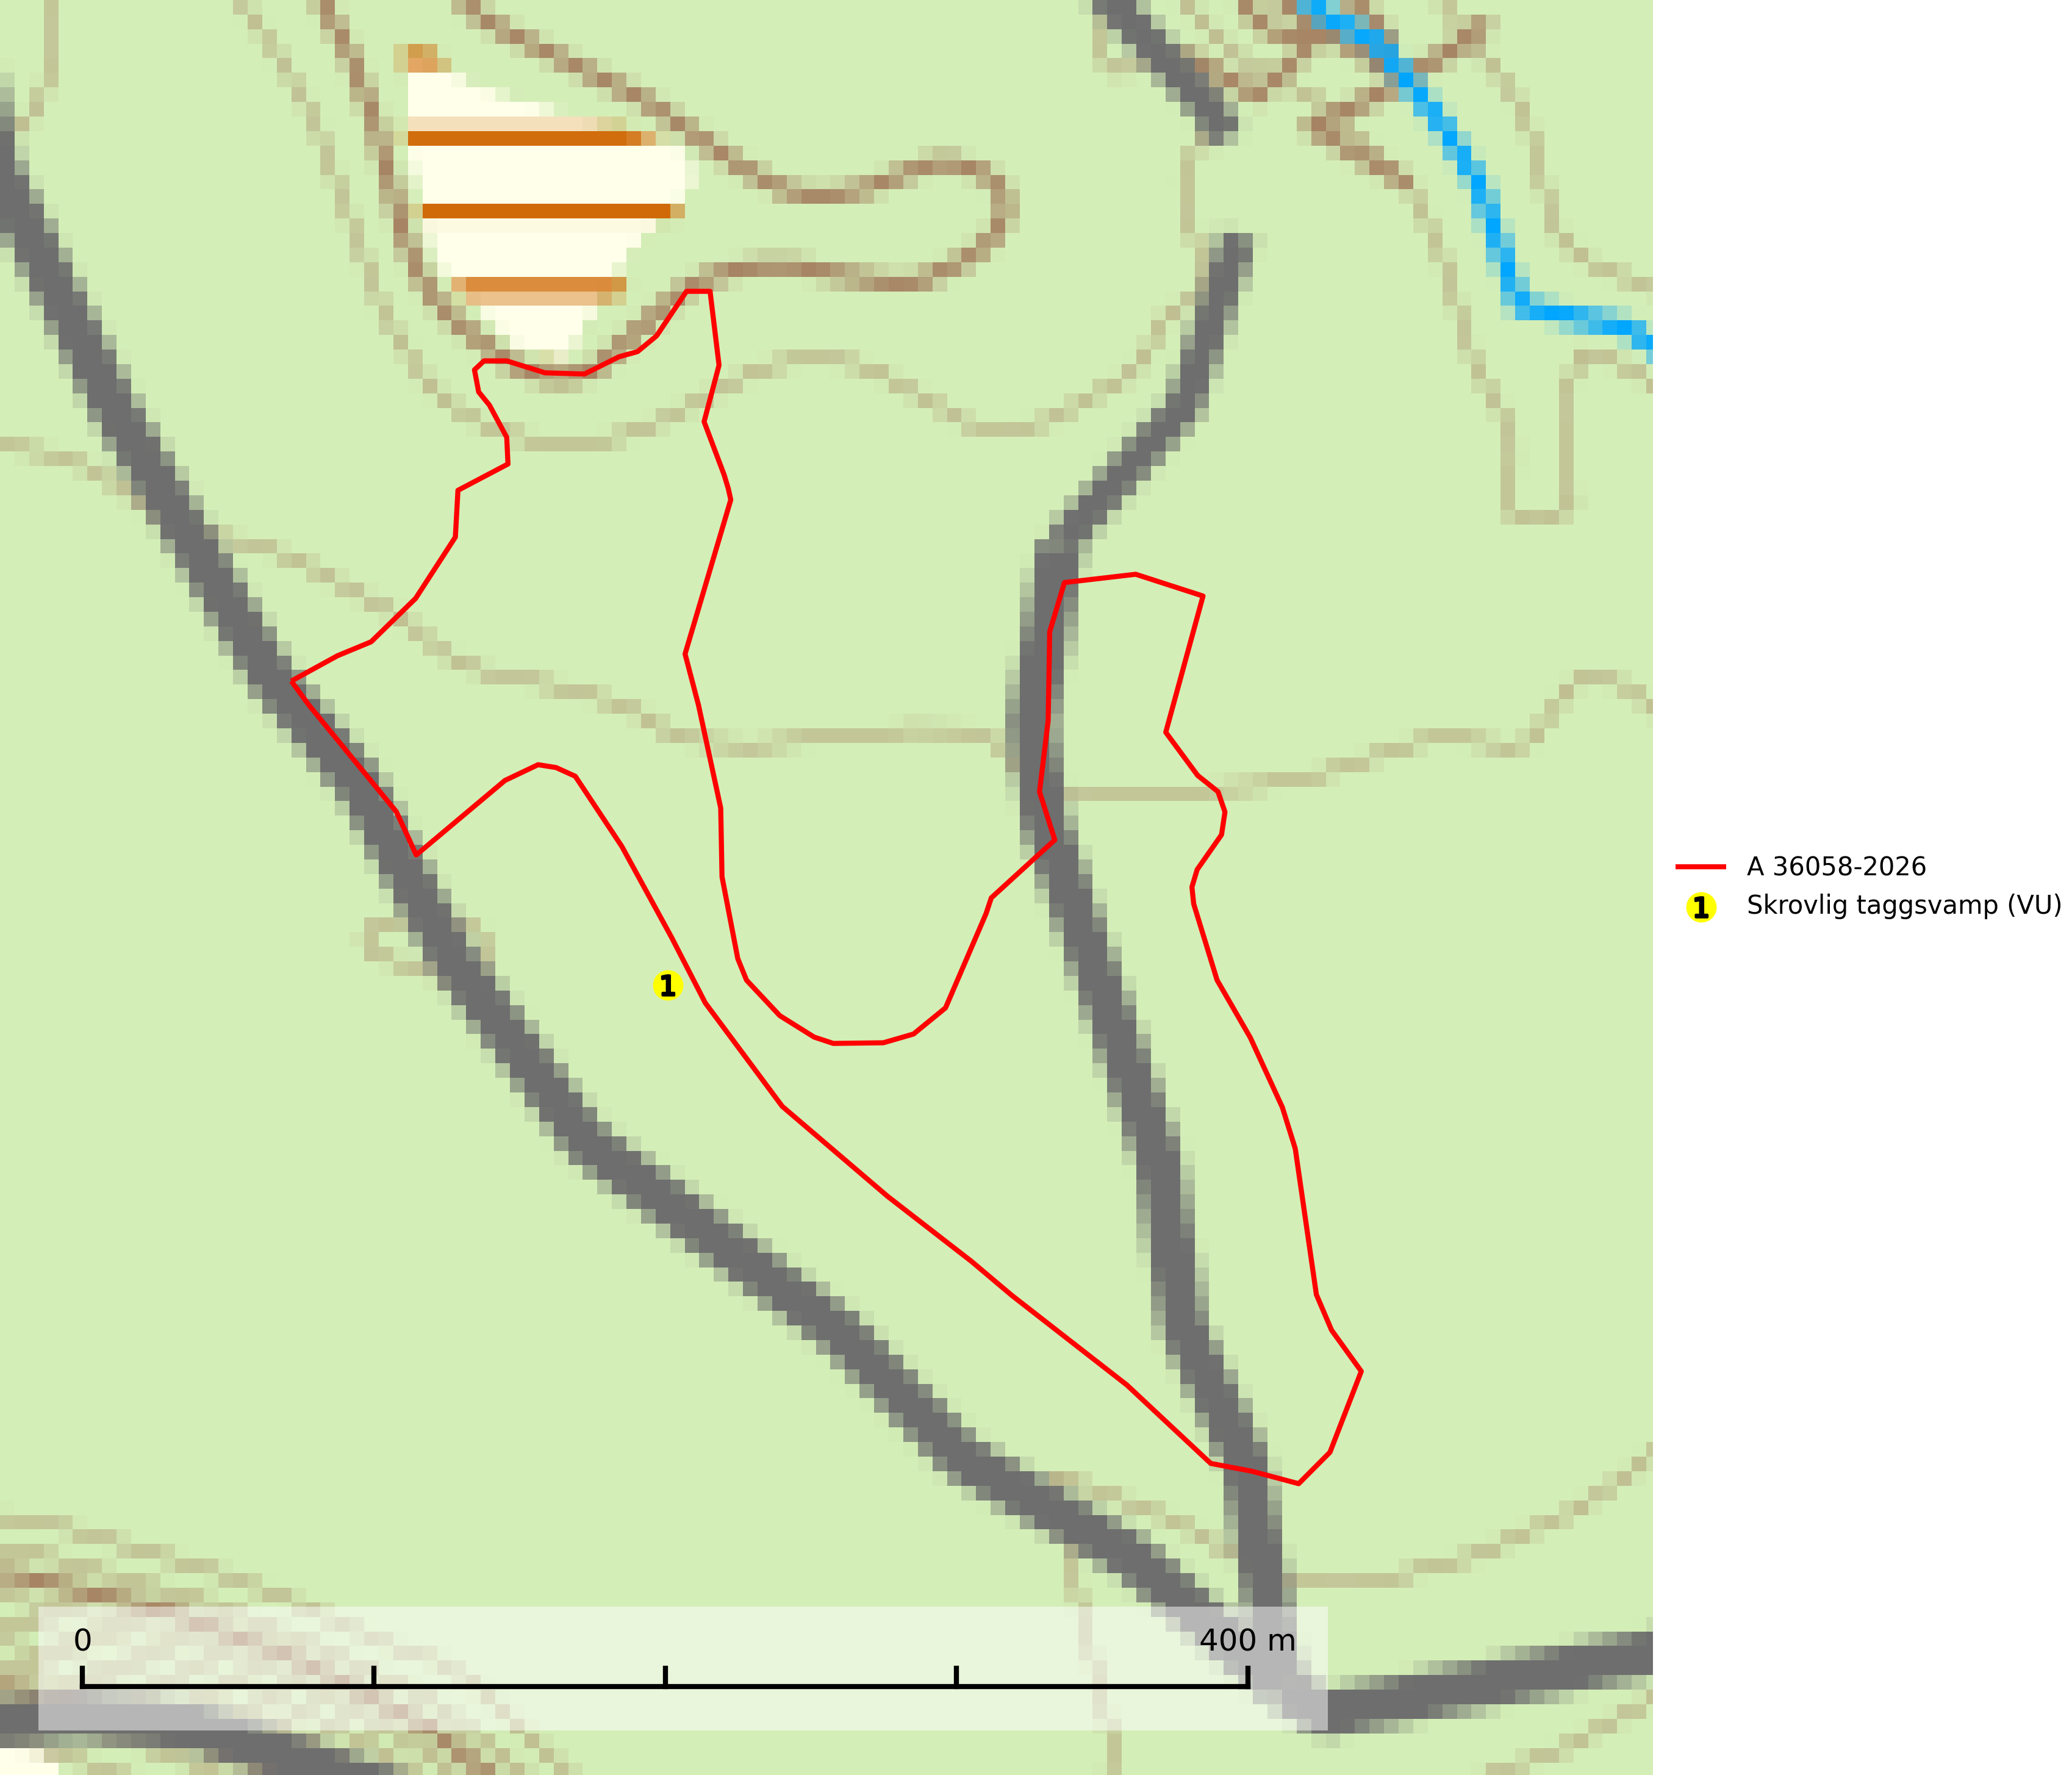 A 36058-2026
1 Skrovlig taggsvamp (VU)
1
0 400 m